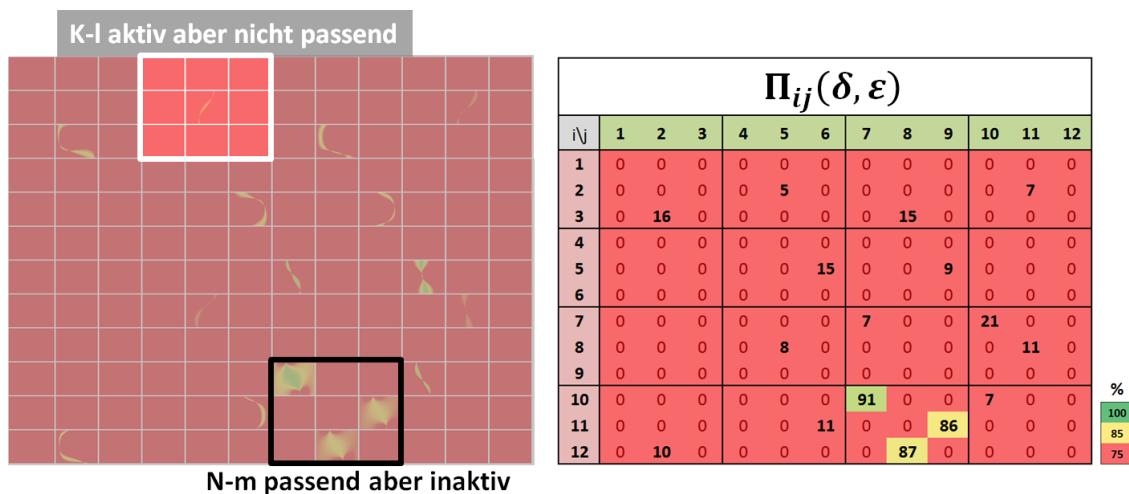 K-l aktiv aber nicht passend
N-m passend aber inaktiv
Π_ij(δ, ε)
i\j 1 2 3 4 5 6 7 8 9 10 11 12
1 0 0 0 0 0 0 0 0 0 0 0 0
2 0 0 0 0 5 0 0 0 0 0 7 0
3 0 16 0 0 0 0 0 15 0 0 0 0
4 0 0 0 0 0 0 0 0 0 0 0 0
5 0 0 0 0 0 15 0 0 9 0 0 0
6 0 0 0 0 0 0 0 0 0 0 0 0
7 0 0 0 0 0 0 7 0 0 21 0 0
8 0 0 0 0 8 0 0 0 0 0 11 0
9 0 0 0 0 0 0 0 0 0 0 0 0
10 0 0 0 0 0 0 91 0 0 7 0 0
11 0 0 0 0 0 11 0 0 86 0 0 0
12 0 10 0 0 0 0 0 87 0 0 0 0
%
100
85
75